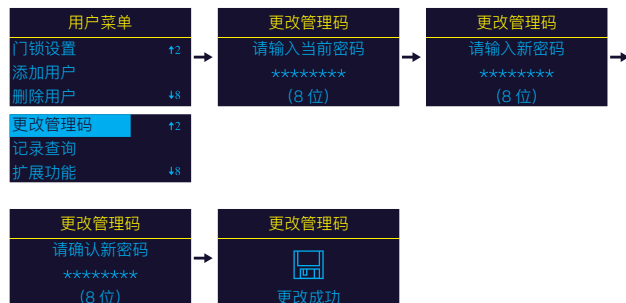 用户菜单
门锁设置 ↑2
添加用户
删除用户 ↓8
更改管理码 ↑2
记录查询
扩展功能 ↓8
更改管理码
请输入当前密码
********
(8 位)
更改管理码
请输入新密码
********
(8 位)
更改管理码
请确认新密码
********
(8 位)
更改管理码
更改成功